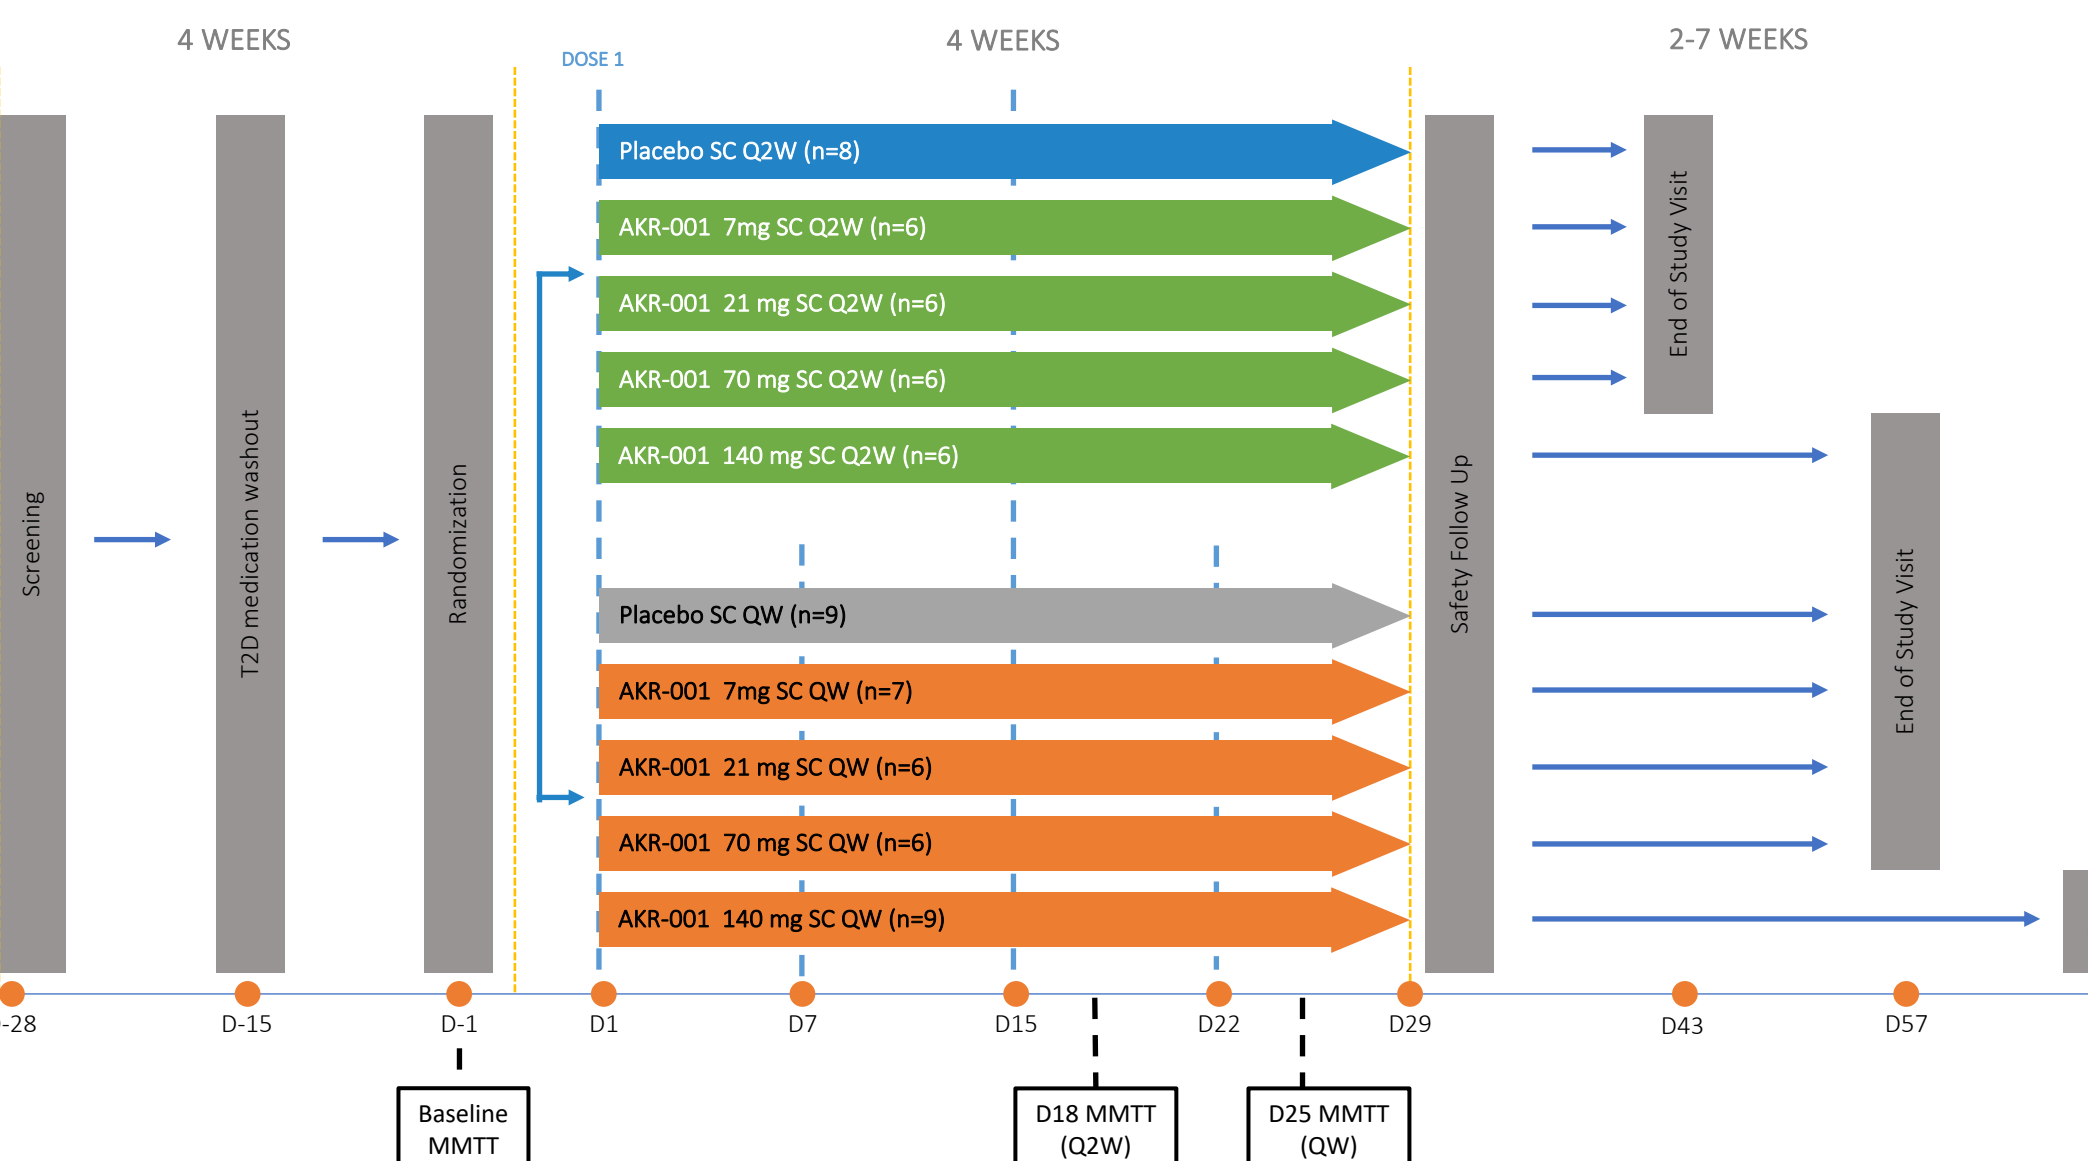 4 WEEKS
4 WEEKS
2-7 WEEKS
DOSE 1
Screening
T2D medication washout
Randomization
Placebo SC Q2W (n=8)
AKR-001 7mg SC Q2W (n=6)
AKR-001 21 mg SC Q2W (n=6)
AKR-001 70 mg SC Q2W (n=6)
AKR-001 140 mg SC Q2W (n=6)
Placebo SC QW (n=9)
AKR-001 7mg SC QW (n=7)
AKR-001 21 mg SC QW (n=6)
AKR-001 70 mg SC QW (n=6)
AKR-001 140 mg SC QW (n=9)
Safety Follow Up
End of Study Visit
End of Study Visit
-28
D-15
D-1
D1
D7
D15
D22
D29
D43
D57
Baseline
MMTT
D18 MMTT
(Q2W)
D25 MMTT
(QW)